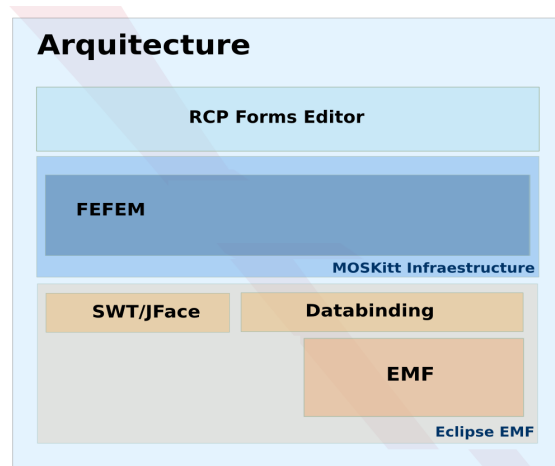 Arquitecture
RCP Forms Editor
FEFEM
MOSKitt Infraestructure
SWT/JFace
Databinding
EMF
Eclipse EMF